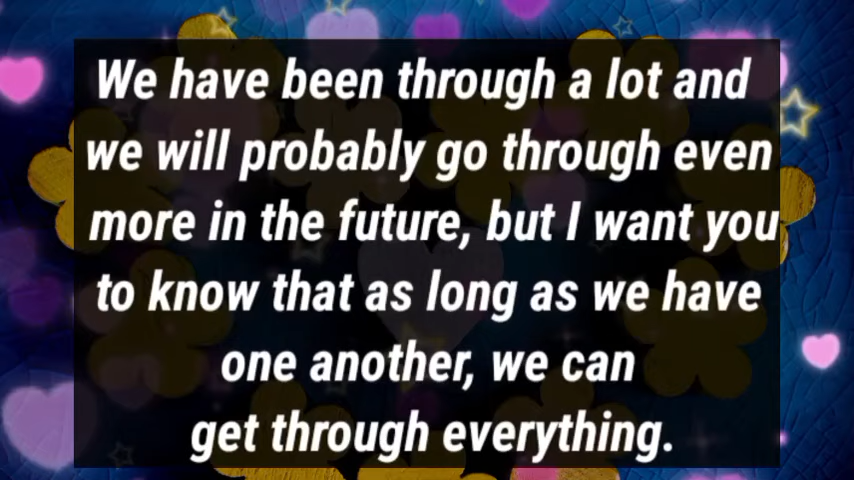 We have been through a lot and
we will probably go through even
more in the future, but I want you
to know that as long as we have
one another, we can
get through everything.